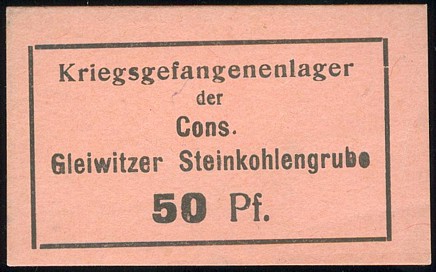 Kriegsgefangenenlager
der
Cons.
Gleiwitzer Steinkohlengrube
50 Pf.